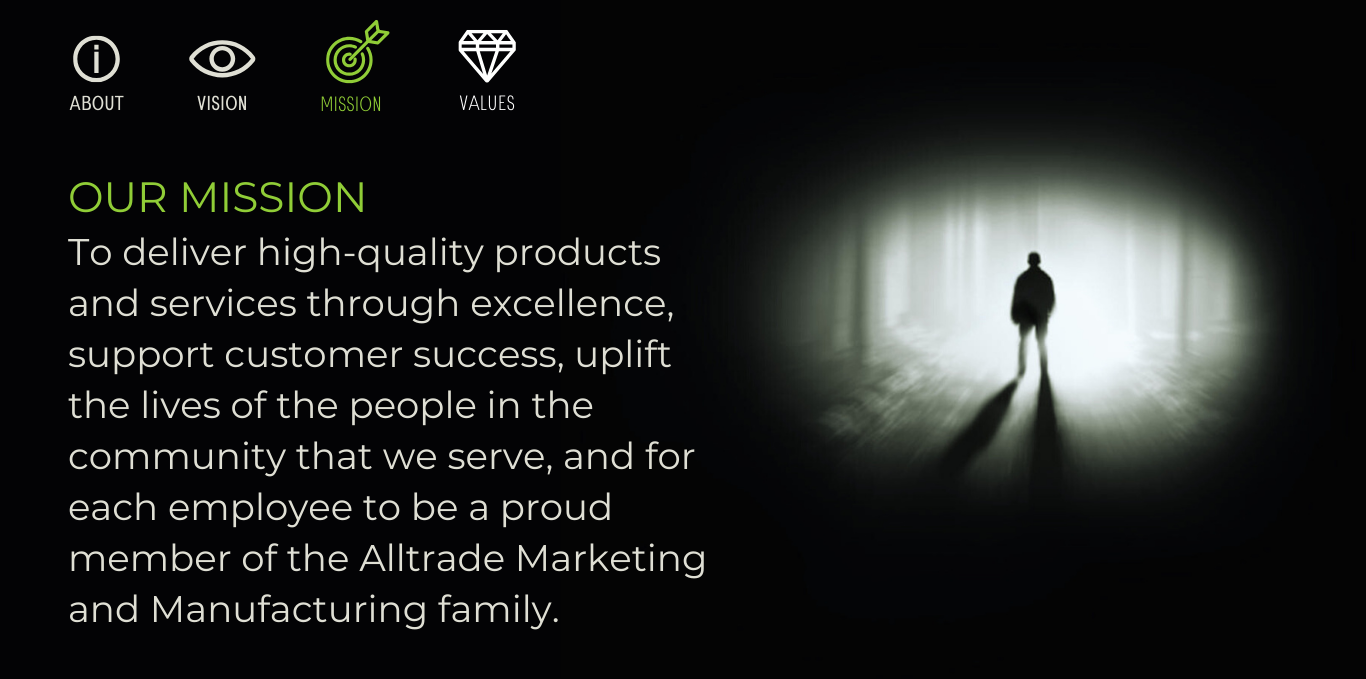 ABOUT
VISION
MISSION
VALUES
OUR MISSION
To deliver high-quality products
and services through excellence,
support customer success, uplift
the lives of the people in the
community that we serve, and for
each employee to be a proud
member of the Alltrade Marketing
and Manufacturing family.